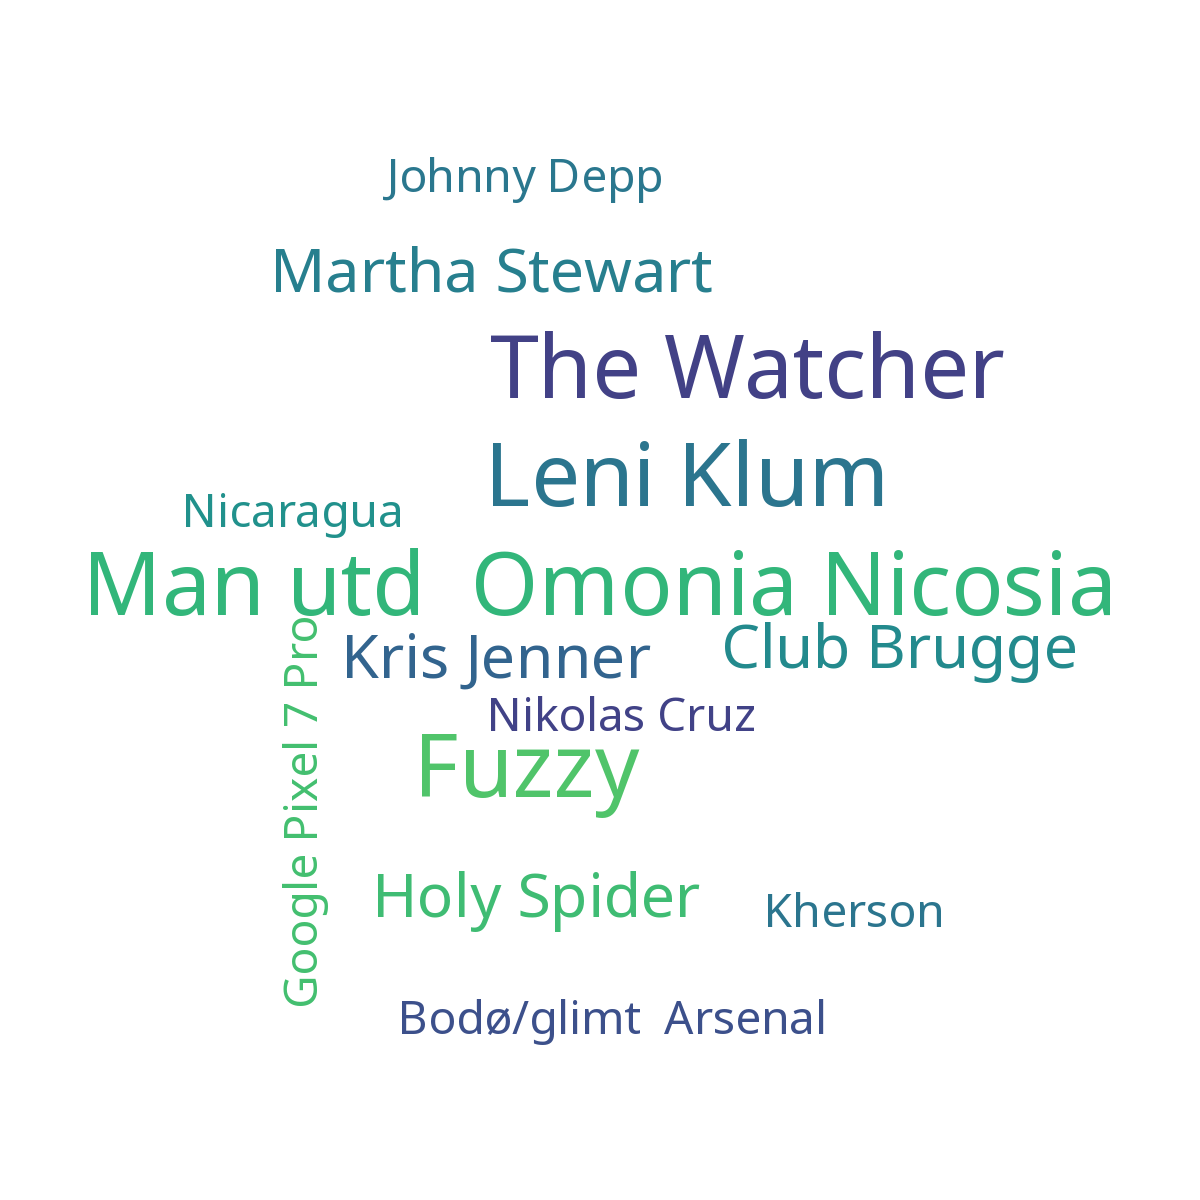 Johnny Depp
Martha Stewart
The Watcher
Leni Klum
Nicaragua
Man utd  Omonia Nicosia
Club Brugge
Kris Jenner
Google Pixel 7 Pro
Nikolas Cruz
Fuzzy
Holy Spider
Kherson
Bodø/glimt  Arsenal